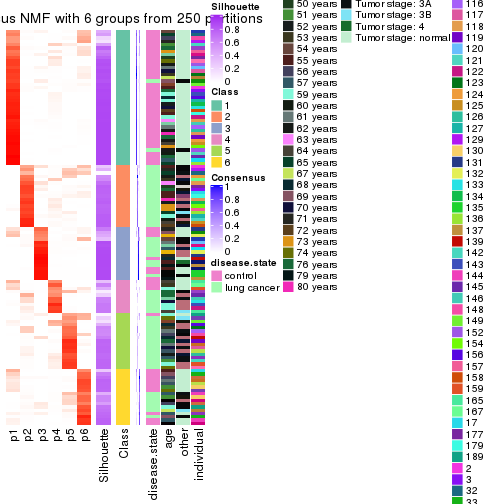 us NMF with 6 groups from 250 partitions
Silhouette
1
0.8
0.6
0.4
0.2
0
Class
1
2
3
4
5
6
Consensus
1
0.8
0.6
0.4
0.2
0
disease.state
control
lung cancer
50 years
51 years
52 years
53 years
54 years
55 years
56 years
57 years
59 years
60 years
61 years
62 years
63 years
64 years
65 years
67 years
68 years
69 years
70 years
71 years
72 years
73 years
74 years
76 years
78 years
79 years
80 years
Tumor stage: 3A
Tumor stage: 3B
Tumor stage: 4
Tumor stage: normal
116
117
118
119
120
121
122
123
124
125
126
127
129
130
131
132
133
134
135
136
137
139
142
143
144
145
146
148
149
152
154
156
157
158
159
165
167
17
177
179
189
2
3
32
33
p1
p2
p3
p4
p5
p6
Silhouette
Class
disease.state
age
other
individual